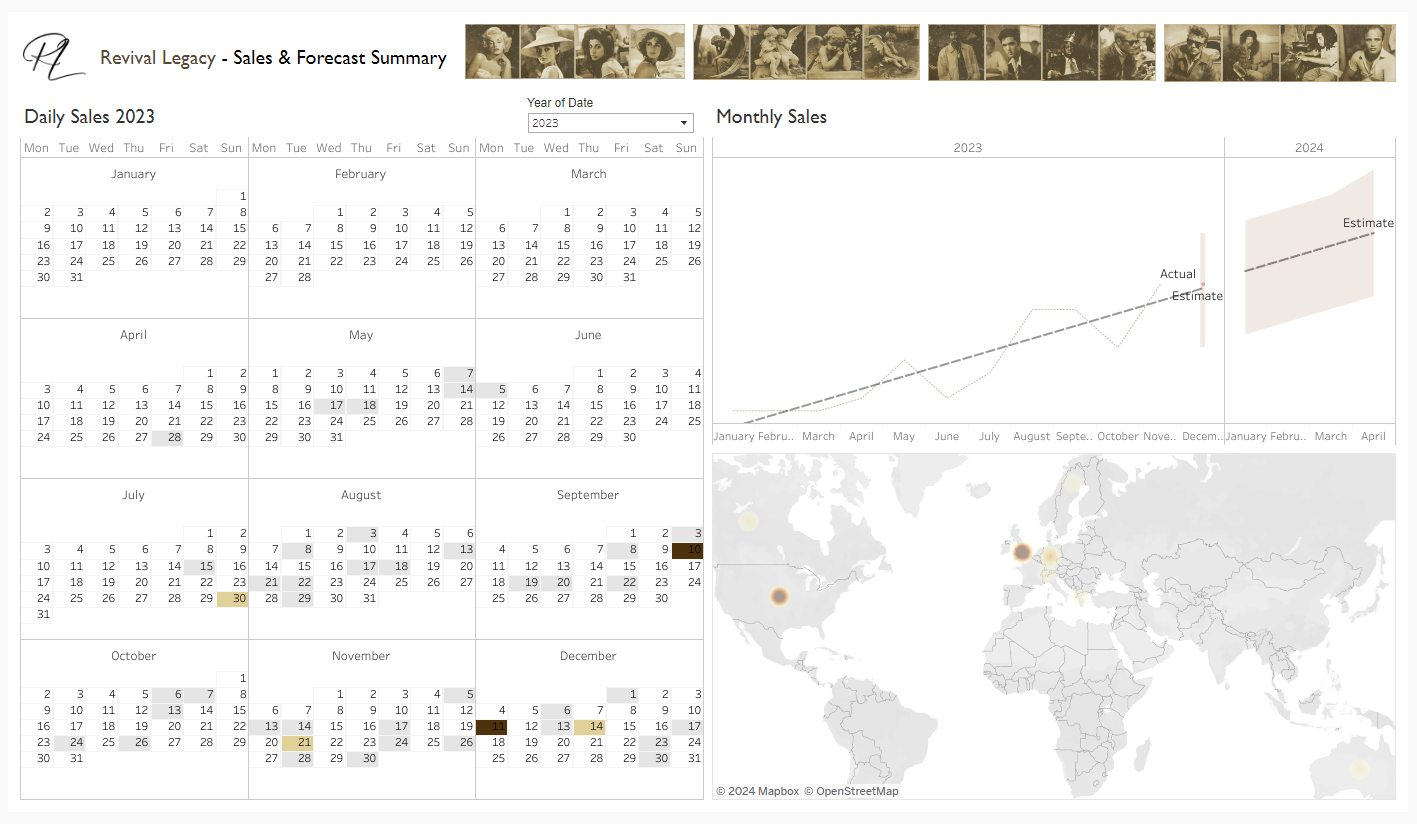 Revival Legacy - Sales & Forecast Summary
Daily Sales 2023
Year of Date
2023
Mon Tue Wed Thu Fri Sat Sun Mon Tue Wed Thu Fri Sat Sun Mon Tue Wed Thu Fri Sat Sun
January
1
2 3 4 5 6 7 8
9 10 11 12 13 14 15
16 17 18 19 20 21 22
23 24 25 26 27 28 29
30 31
February
1 2 3 4 5
6 7 8 9 10 11 12
13 14 15 16 17 18 19
20 21 22 23 24 25 26
27 28
March
1 2 3 4 5
6 7 8 9 10 11 12
13 14 15 16 17 18 19
20 21 22 23 24 25 26
27 28 29 30 31
April
1 2
3 4 5 6 7 8 9
10 11 12 13 14 15 16
17 18 19 20 21 22 23
24 25 26 27 28 29 30
May
1 2 3 4 5 6 7
8 9 10 11 12 13 14
15 16 17 18 19 20 21
22 23 24 25 26 27 28
29 30 31
June
1 2 3 4
5 6 7 8 9 10 11
12 13 14 15 16 17 18
19 20 21 22 23 24 25
26 27 28 29 30
July
1 2
3 4 5 6 7 8 9
10 11 12 13 14 15 16
17 18 19 20 21 22 23
24 25 26 27 28 29 30
31
August
1 2 3 4 5 6
7 8 9 10 11 12 13
14 15 16 17 18 19 20
21 22 23 24 25 26 27
28 29 30 31
September
1 2 3
4 5 6 7 8 9 10
11 12 13 14 15 16 17
18 19 20 21 22 23 24
25 26 27 28 29 30
October
1
2 3 4 5 6 7 8
9 10 11 12 13 14 15
16 17 18 19 20 21 22
23 24 25 26 27 28 29
30 31
November
1 2 3 4 5
6 7 8 9 10 11 12
13 14 15 16 17 18 19
20 21 22 23 24 25 26
27 28 29 30
December
1 2 3
4 5 6 7 8 9 10
11 12 13 14 15 16 17
18 19 20 21 22 23 24
25 26 27 28 29 30 31
Monthly Sales
2023 2024
Estimate
Actual
Estimate
January Febru.. March April May June July August Septe.. October Nove.. Decem.. January Febru.. March April
© 2024 Mapbox © OpenStreetMap